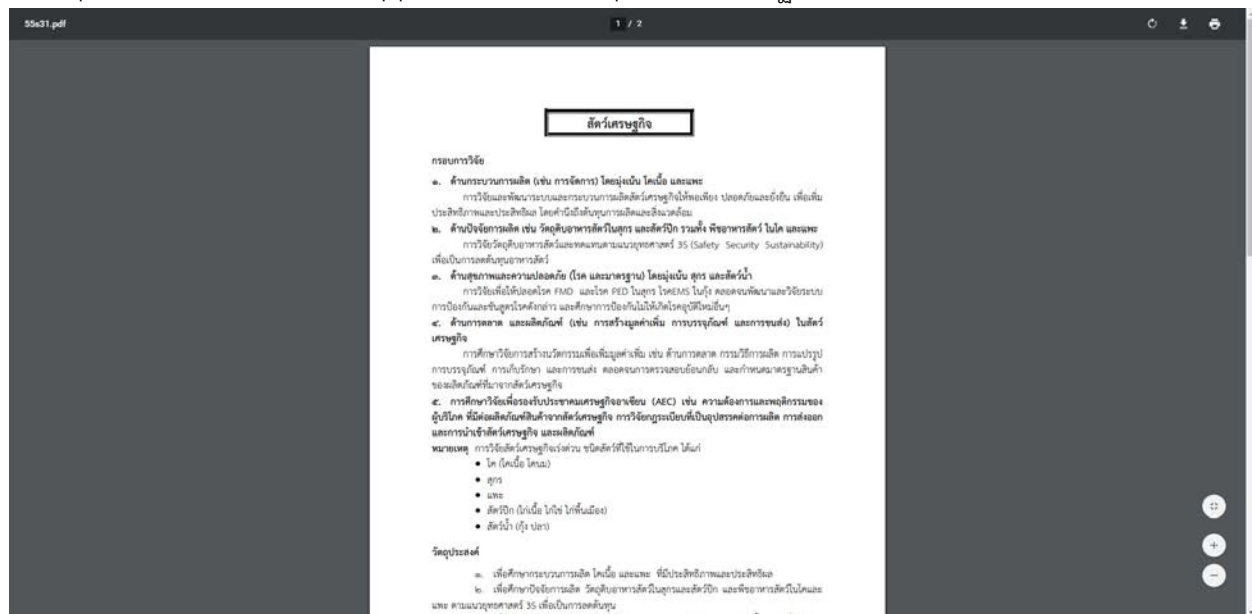 55s31.pdf
1 / 2
สัตว์เศรษฐกิจ
กรอบการวิจัย
๑. ด้านกระบวนการผลิต (เช่น การจัดการ) โดยมุ่งเน้น โคเนื้อ และแพะ
การวิจัยและพัฒนาระบบและกระบวนการผลิตสัตว์เศรษฐกิจให้พอเพียง ปลอดภัยและยั่งยืน เพื่อเพิ่ม
ประสิทธิภาพและประสิทธิผล โดยคำนึงถึงต้นทุนการผลิตและสิ่งแวดล้อม
๒. ด้านปัจจัยการผลิต เช่น วัตถุดิบอาหารสัตว์ในสุกร และสัตว์ปีก รวมทั้ง พืชอาหารสัตว์ ในโค และแพะ
การวิจัยวัตถุดิบอาหารสัตว์และทดแทนตามแนวยุทธศาสตร์ 3S (Safety Security Sustainability)
เพื่อเป็นการลดต้นทุนอาหารสัตว์
๓. ด้านสุขภาพและความปลอดภัย (โรค และมาตรฐาน) โดยมุ่งเน้น สุกร และสัตว์น้ำ
การวิจัยเพื่อให้ปลอดโรค FMD และโรค PED ในสุกร โรคEMS ในกุ้ง ตลอดจนพัฒนาและวิจัยระบบ
การป้องกันและชันสูตรโรคดังกล่าว และศึกษาการป้องกันไม่ให้เกิดโรคอุบัติใหม่อื่นๆ
๔. ด้านการตลาด และผลิตภัณฑ์ (เช่น การสร้างมูลค่าเพิ่ม การบรรจุภัณฑ์ และการขนส่ง) ในสัตว์
เศรษฐกิจ
การศึกษาวิจัยการสร้างนวัตกรรมเพื่อเพิ่มมูลค่าเพิ่ม เช่น ด้านการตลาด กรรมวิธีการผลิต การแปรรูป
การบรรจุภัณฑ์ การเก็บรักษา และการขนส่ง ตลอดจนการตรวจสอบย้อนกลับ และกำหนดมาตรฐานสินค้า
ของผลิตภัณฑ์ที่มาจากสัตว์เศรษฐกิจ
๕. การศึกษาวิจัยเพื่อรองรับประชาคมเศรษฐกิจอาเซียน (AEC) เช่น ความต้องการและพฤติกรรมของ
ผู้บริโภค ที่มีต่อผลิตภัณฑ์สินค้าจากสัตว์เศรษฐกิจ การวิจัยกฎระเบียบที่เป็นอุปสรรคต่อการผลิต การส่งออก
และการนำเข้าสัตว์เศรษฐกิจ และผลิตภัณฑ์
หมายเหตุ การวิจัยสัตว์เศรษฐกิจเร่งด่วน ชนิดสัตว์ที่ใช้ในการบริโภค ได้แก่
● โค (โคเนื้อ โคนม)
● สุกร
● แพะ
● สัตว์ปีก (ไก่เนื้อ ไก่ไข่ ไก่พื้นเมือง)
● สัตว์น้ำ (กุ้ง ปลา)
วัตถุประสงค์
๑. เพื่อศึกษากระบวนการผลิต โคเนื้อ และแพะ ที่มีประสิทธิภาพและประสิทธิผล
๒. เพื่อศึกษาปัจจัยการผลิต วัตถุดิบอาหารสัตว์ในสุกรและสัตว์ปีก และพืชอาหารสัตว์ในโคและ
แพะ ตามแนวยุทธศาสตร์ 3S เพื่อเป็นการลดต้นทุน